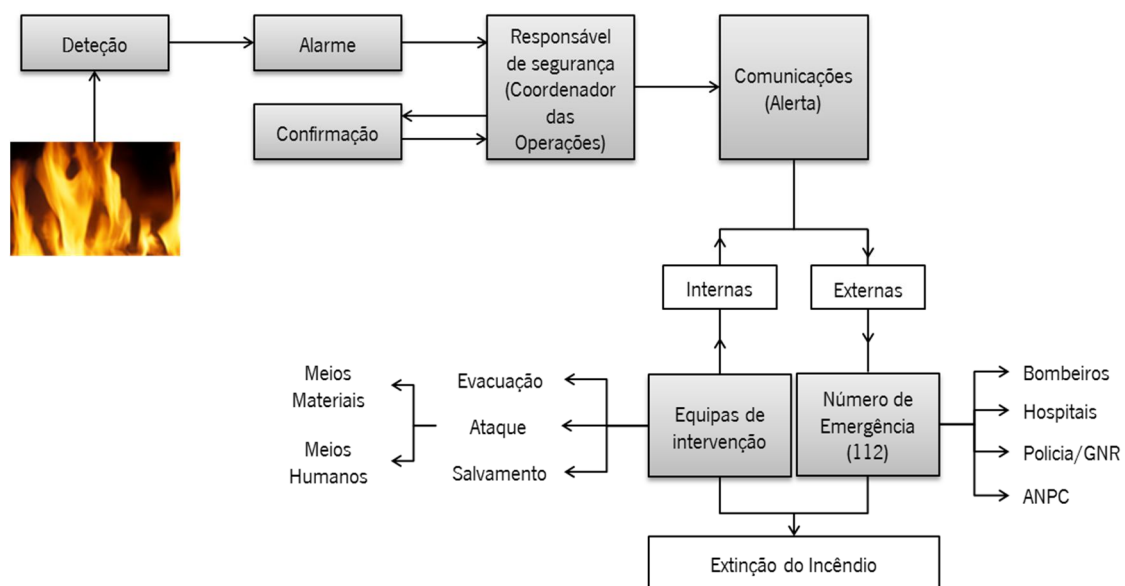 Deteção
Alarme
Responsável
de segurança
(Coordenador
das
Operações)
Confirmação
Comunicações
(Alerta)
Internas
Externas
Meios
Materiais
Meios
Humanos
Evacuação
Ataque
Salvamento
Equipas de
intervenção
Número de
Emergência
(112)
Bombeiros
Hospitais
Policia/GNR
ANPC
Extinção do Incêndio